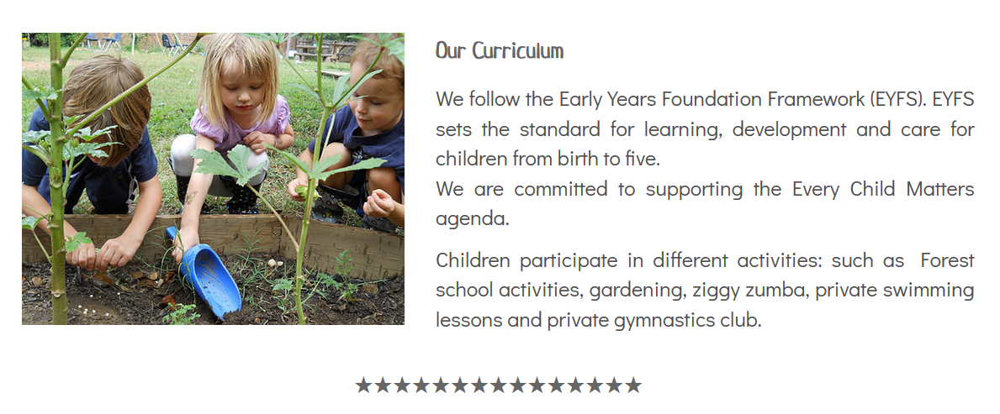 Our Curriculum
We follow the Early Years Foundation Framework (EYFS). EYFS
sets the standard for learning, development and care for
children from birth to five.
We are committed to supporting the Every Child Matters
agenda.
Children participate in different activities: such as Forest
school activities, gardening, ziggy zumba, private swimming
lessons and private gymnastics club.
★★★★★★★★★★★★★★★